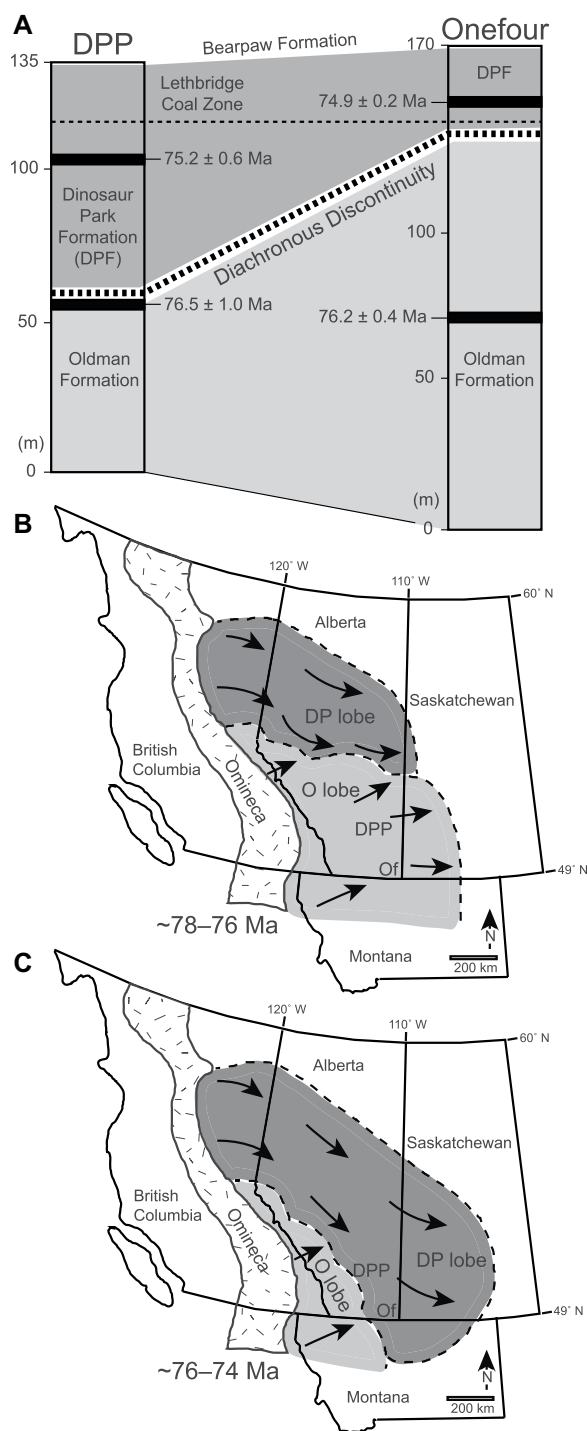 A
DPP
Onefour
135
Bearpaw Formation
170
Lethbridge
Coal Zone
DPF
74.9 ± 0.2 Ma
75.2 ± 0.6 Ma
100
Dinosaur
Park
Formation
(DPF)
Diachronous Discontinuity
100
76.5 ± 1.0 Ma
76.2 ± 0.4 Ma
50
Oldman
Formation
Oldman
Formation
50
(m)
0
(m)
0
B
120° W
110° W
60° N
Alberta
Saskatchewan
DP lobe
British
Columbia
Omineca
O lobe
DPP
Of
49° N
~78–76 Ma
N
Montana
200 km
C
120° W
110° W
60° N
Alberta
Saskatchewan
British
Columbia
Omineca
O lobe
DPP
DP lobe
Of
49° N
~76–74 Ma
N
Montana
200 km